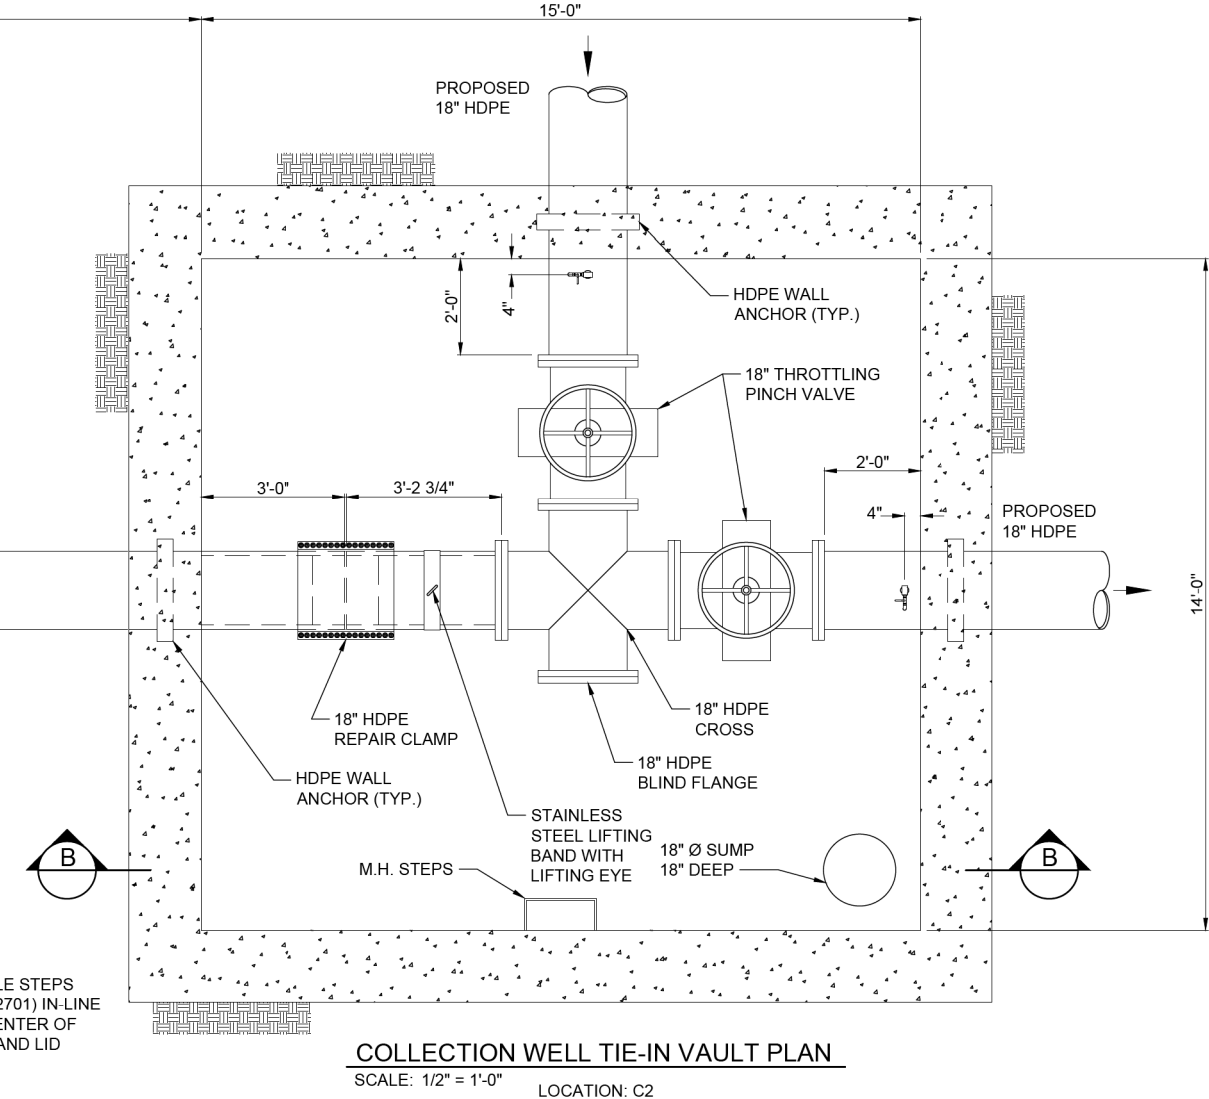 15'-0"
PROPOSED
18" HDPE
2'-0"
4"
HDPE WALL
ANCHOR (TYP.)
18" THROTTLING
PINCH VALVE
2'-0"
3'-0"
3'-2 3/4"
4"
PROPOSED
18" HDPE
14'-0"
18" HDPE
REPAIR CLAMP
18" HDPE
CROSS
18" HDPE
BLIND FLANGE
HDPE WALL
ANCHOR (TYP.)
STAINLESS
STEEL LIFTING
BAND WITH
LIFTING EYE
18" Ø SUMP
18" DEEP
M.H. STEPS
B
B
LE STEPS
2701) IN-LINE
ENTER OF
AND LID
COLLECTION WELL TIE-IN VAULT PLAN
SCALE: 1/2" = 1'-0"
LOCATION: C2